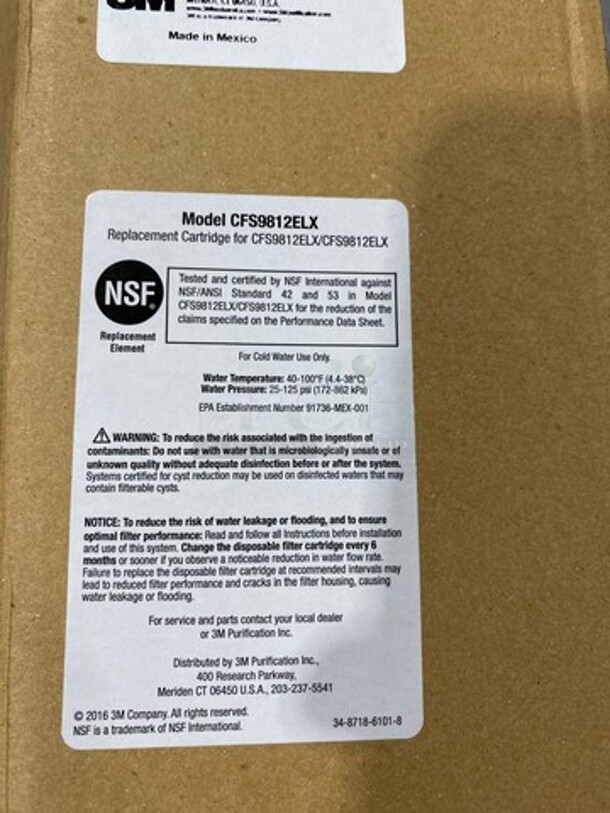 3M
Meriden, CT 06450, U.S.A.
Made in Mexico
Model CFS9812ELX
Replacement Cartridge for CFS9812ELX/CFS9812ELX
NSF®
Replacement
Element
Tested and certified by NSF International against
NSF/ANSI Standard 42 and 53 in Model
CFS9812ELX/CFS9812ELX for the reduction of the
claims specified on the Performance Data Sheet.
For Cold Water Use Only.
Water Temperature: 40-100°F (4.4-38°C)
Water Pressure: 25-125 psi (172-862 kPa)
EPA Establishment Number 91736-MEX-001
WARNING: To reduce the risk associated with the ingestion of
contaminants: Do not use with water that is microbiologically unsafe or of
unknown quality without adequate disinfection before or after the system.
Systems certified for cyst reduction may be used on disinfected waters that may
contain filterable cysts.
NOTICE: To reduce the risk of water leakage or flooding, and to ensure
optimal filter performance: Read and follow all Instructions before installation
and use of this system. Change the disposable filter cartridge every 6
months or sooner if you observe a noticeable reduction in water flow rate.
Failure to replace the disposable filter cartridge at recommended intervals may
lead to reduced filter performance and cracks in the filter housing, causing
water leakage or flooding.
For service and parts contact your local dealer
or 3M Purification Inc.
Distributed by 3M Purification Inc.,
400 Research Parkway,
Meriden CT 06450 U.S.A., 203-237-5541
© 2016 3M Company. All rights reserved.
NSF is a trademark of NSF International.
34-8718-6101-8